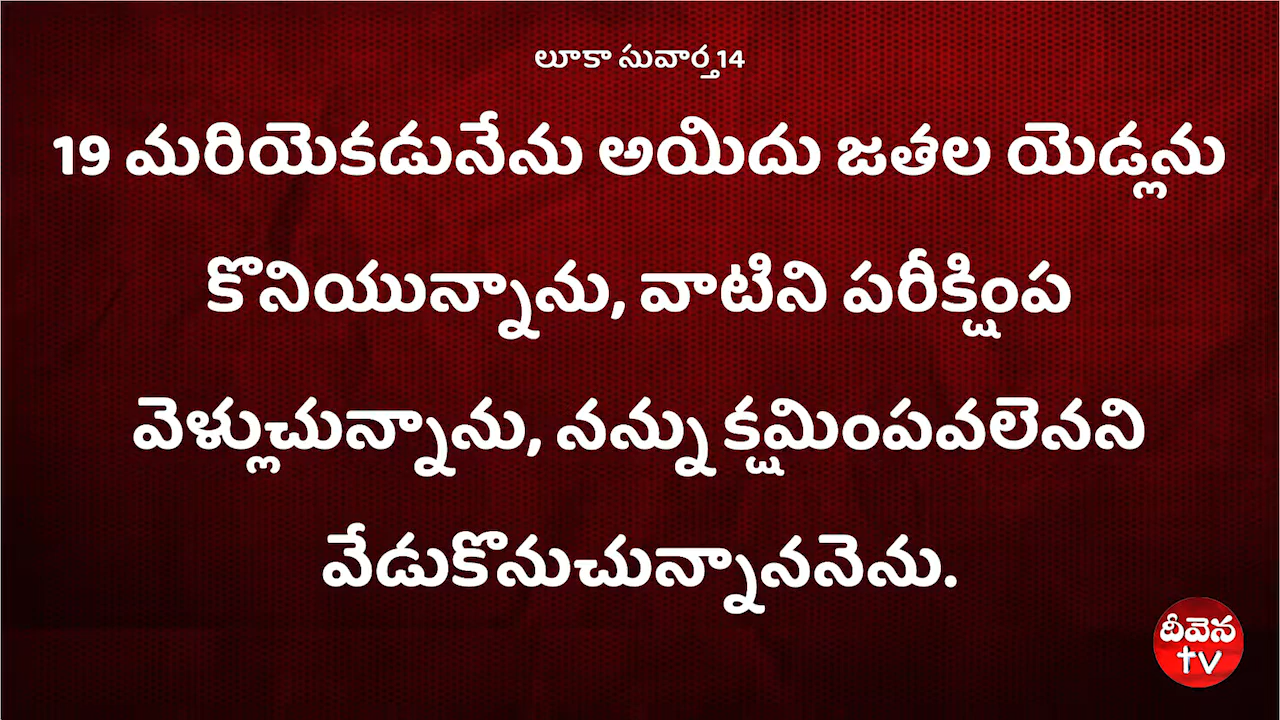 లూకా సువార్త 14
19 మరియెకడునేను అయిదు జతల యెడ్లను
కొనియున్నాను, వాటిని పరీక్షింప
వెళ్లుచున్నాను, నన్ను క్షమింపవలెనని
వేడుకొనుచున్నాననెను.
దీవెన
tv